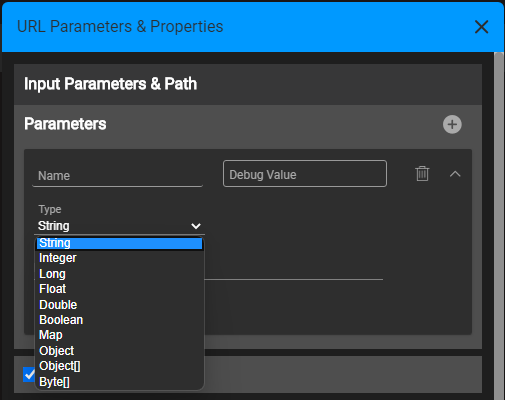 URL Parameters & Properties
Input Parameters & Path
Parameters
Name
Debug Value
Type
String
String
Integer
Long
Float
Double
Boolean
Map
Object
Object[]
Byte[]